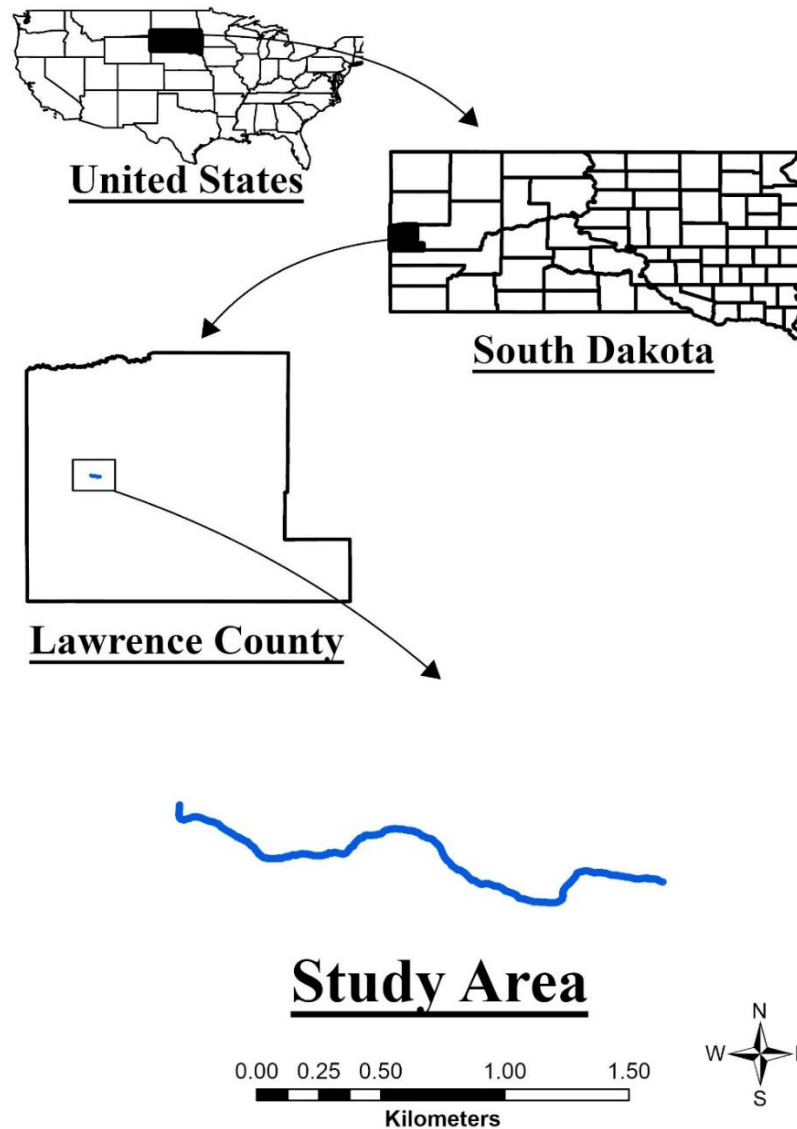 United States
South Dakota
Lawrence County
Study Area
N
W
S
0.00 0.25 0.50 1.00 1.50
Kilometers